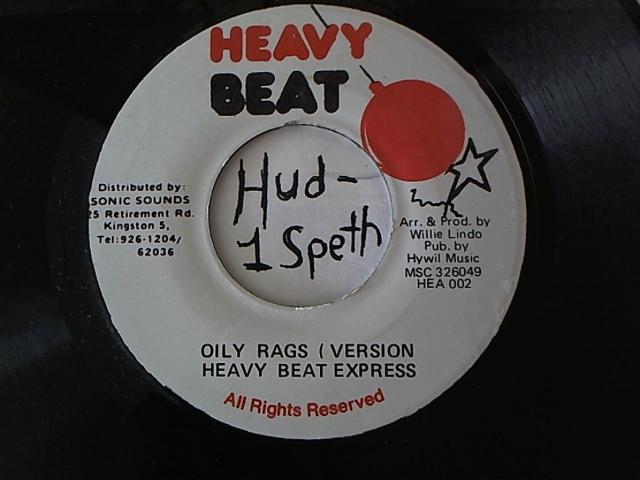 HEAVY
BEAT
Distributed by:
SONIC SOUNDS
25 Retirement Rd.
Kingston 5,
Tel:926-1204/
62036
Hud-
1 Speth
Arr. & Prod. by
Willie Lindo
Pub. by
Hywil Music
MSC 326049
HEA 002
OILY RAGS ( VERSION
HEAVY BEAT EXPRESS
All Rights Reserved